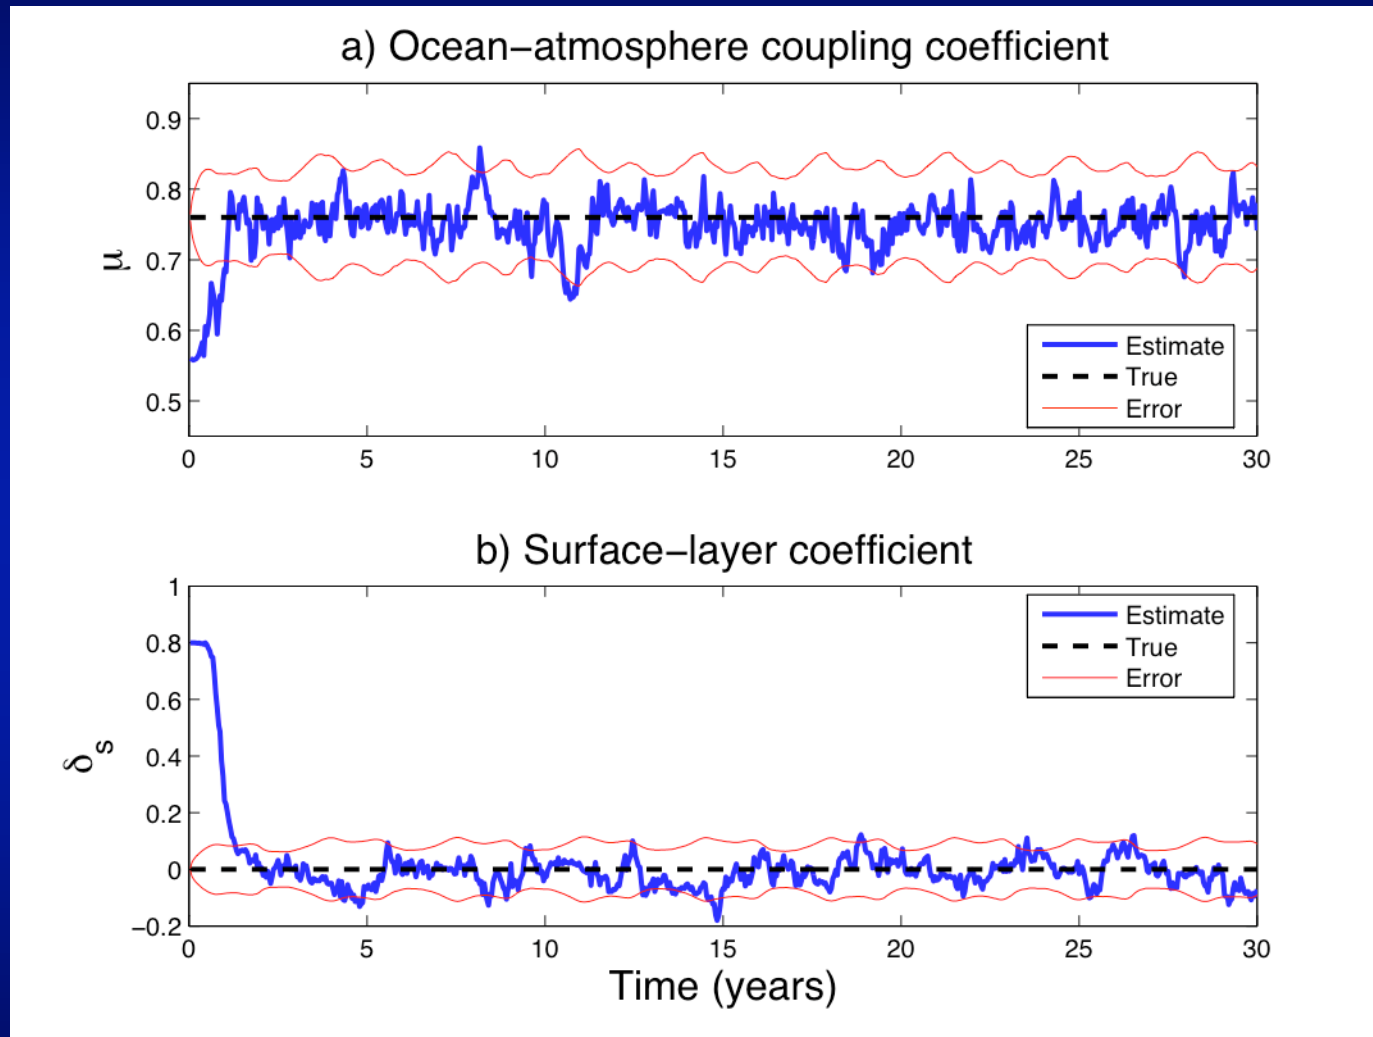 a) Ocean−atmosphere coupling coefficient
0.9
0.8
0.7
0.6
0.5
μ
Estimate
True
Error
0 5 10 15 20 25 30
b) Surface−layer coefficient
1
0.8
0.6
0.4
0.2
0
−0.2
δs
Estimate
True
Error
0 5 10 15 20 25 30
Time (years)